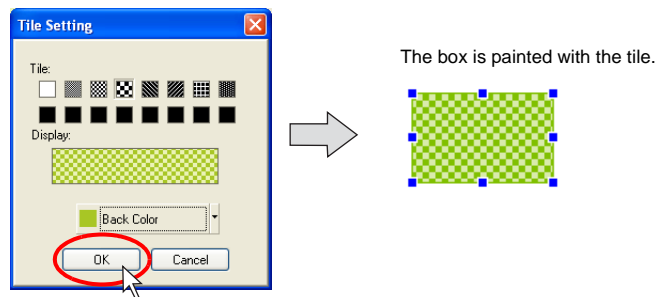 Tile Setting
The box is painted with the tile.
Tile:
Display:
Back Color
OK
Cancel